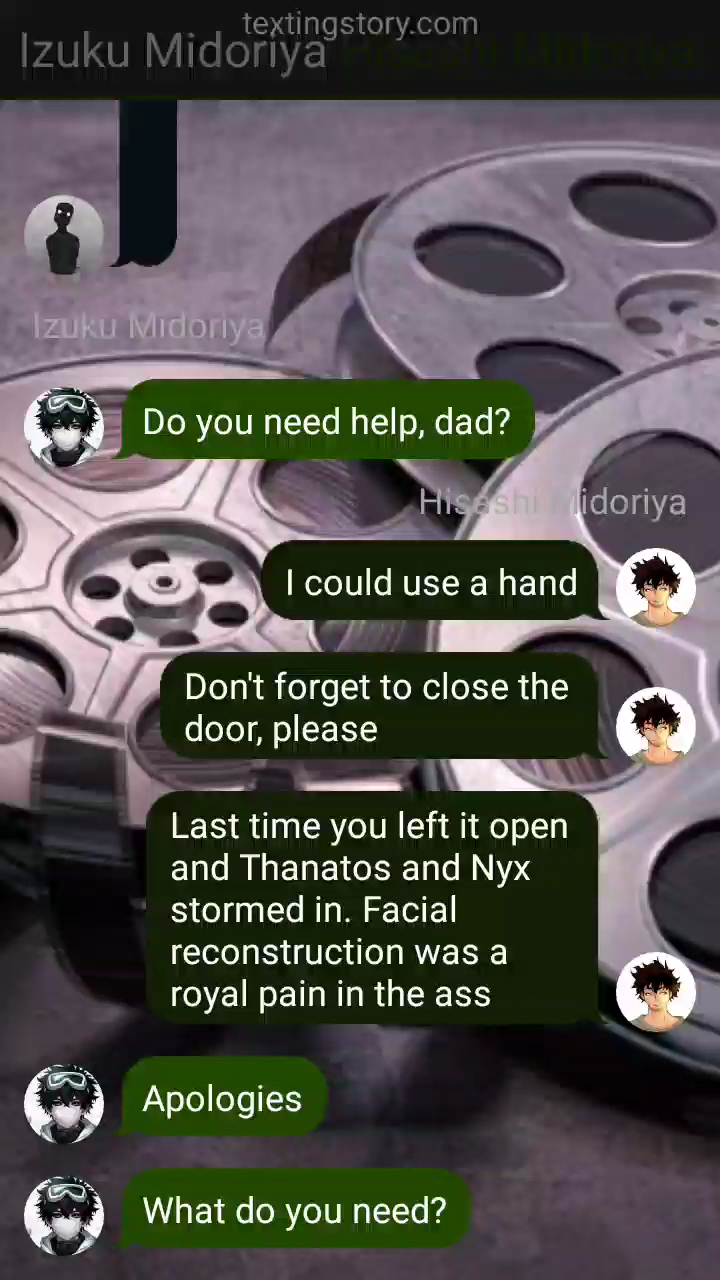 textingstory.com
Izuku Midoriya Hisashi Midoriya
Izuku Midoriya
Do you need help, dad?
Hisashi Midoriya
I could use a hand
Don't forget to close the
door, please
Last time you left it open
and Thanatos and Nyx
stormed in. Facial
reconstruction was a
royal pain in the ass
Apologies
What do you need?